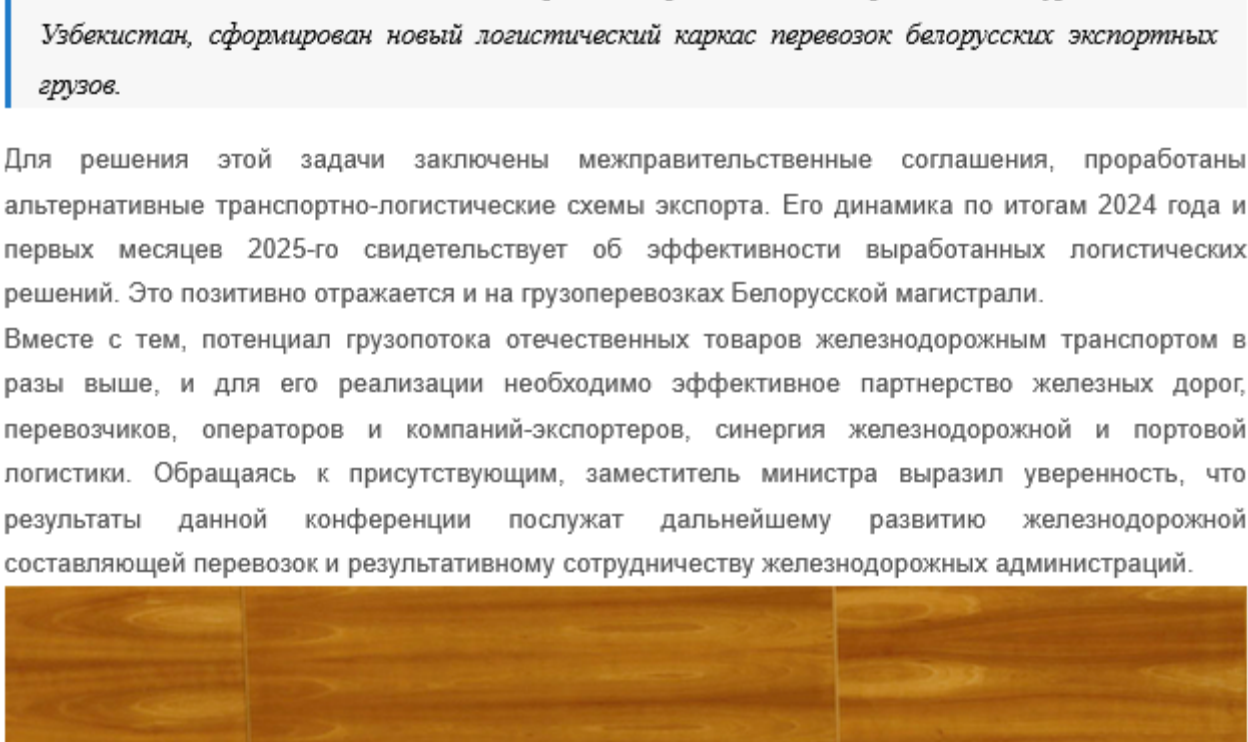 Узбекистан, сформирован новый логистический каркас перевозок белорусских экспортных
грузов.
Для решения этой задачи заключены межправительственные соглашения, проработаны
альтернативные транспортно-логистические схемы экспорта. Его динамика по итогам 2024 года и
первых месяцев 2025-го свидетельствует об эффективности выработанных логистических
решений. Это позитивно отражается и на грузоперевозках Белорусской магистрали.
Вместе с тем, потенциал грузопотока отечественных товаров железнодорожным транспортом в
разы выше, и для его реализации необходимо эффективное партнерство железных дорог,
перевозчиков, операторов и компаний-экспортеров, синергия железнодорожной и портовой
логистики. Обращаясь к присутствующим, заместитель министра выразил уверенность, что
результаты данной конференции послужат дальнейшему развитию железнодорожной
составляющей перевозок и результативному сотрудничеству железнодорожных администраций.